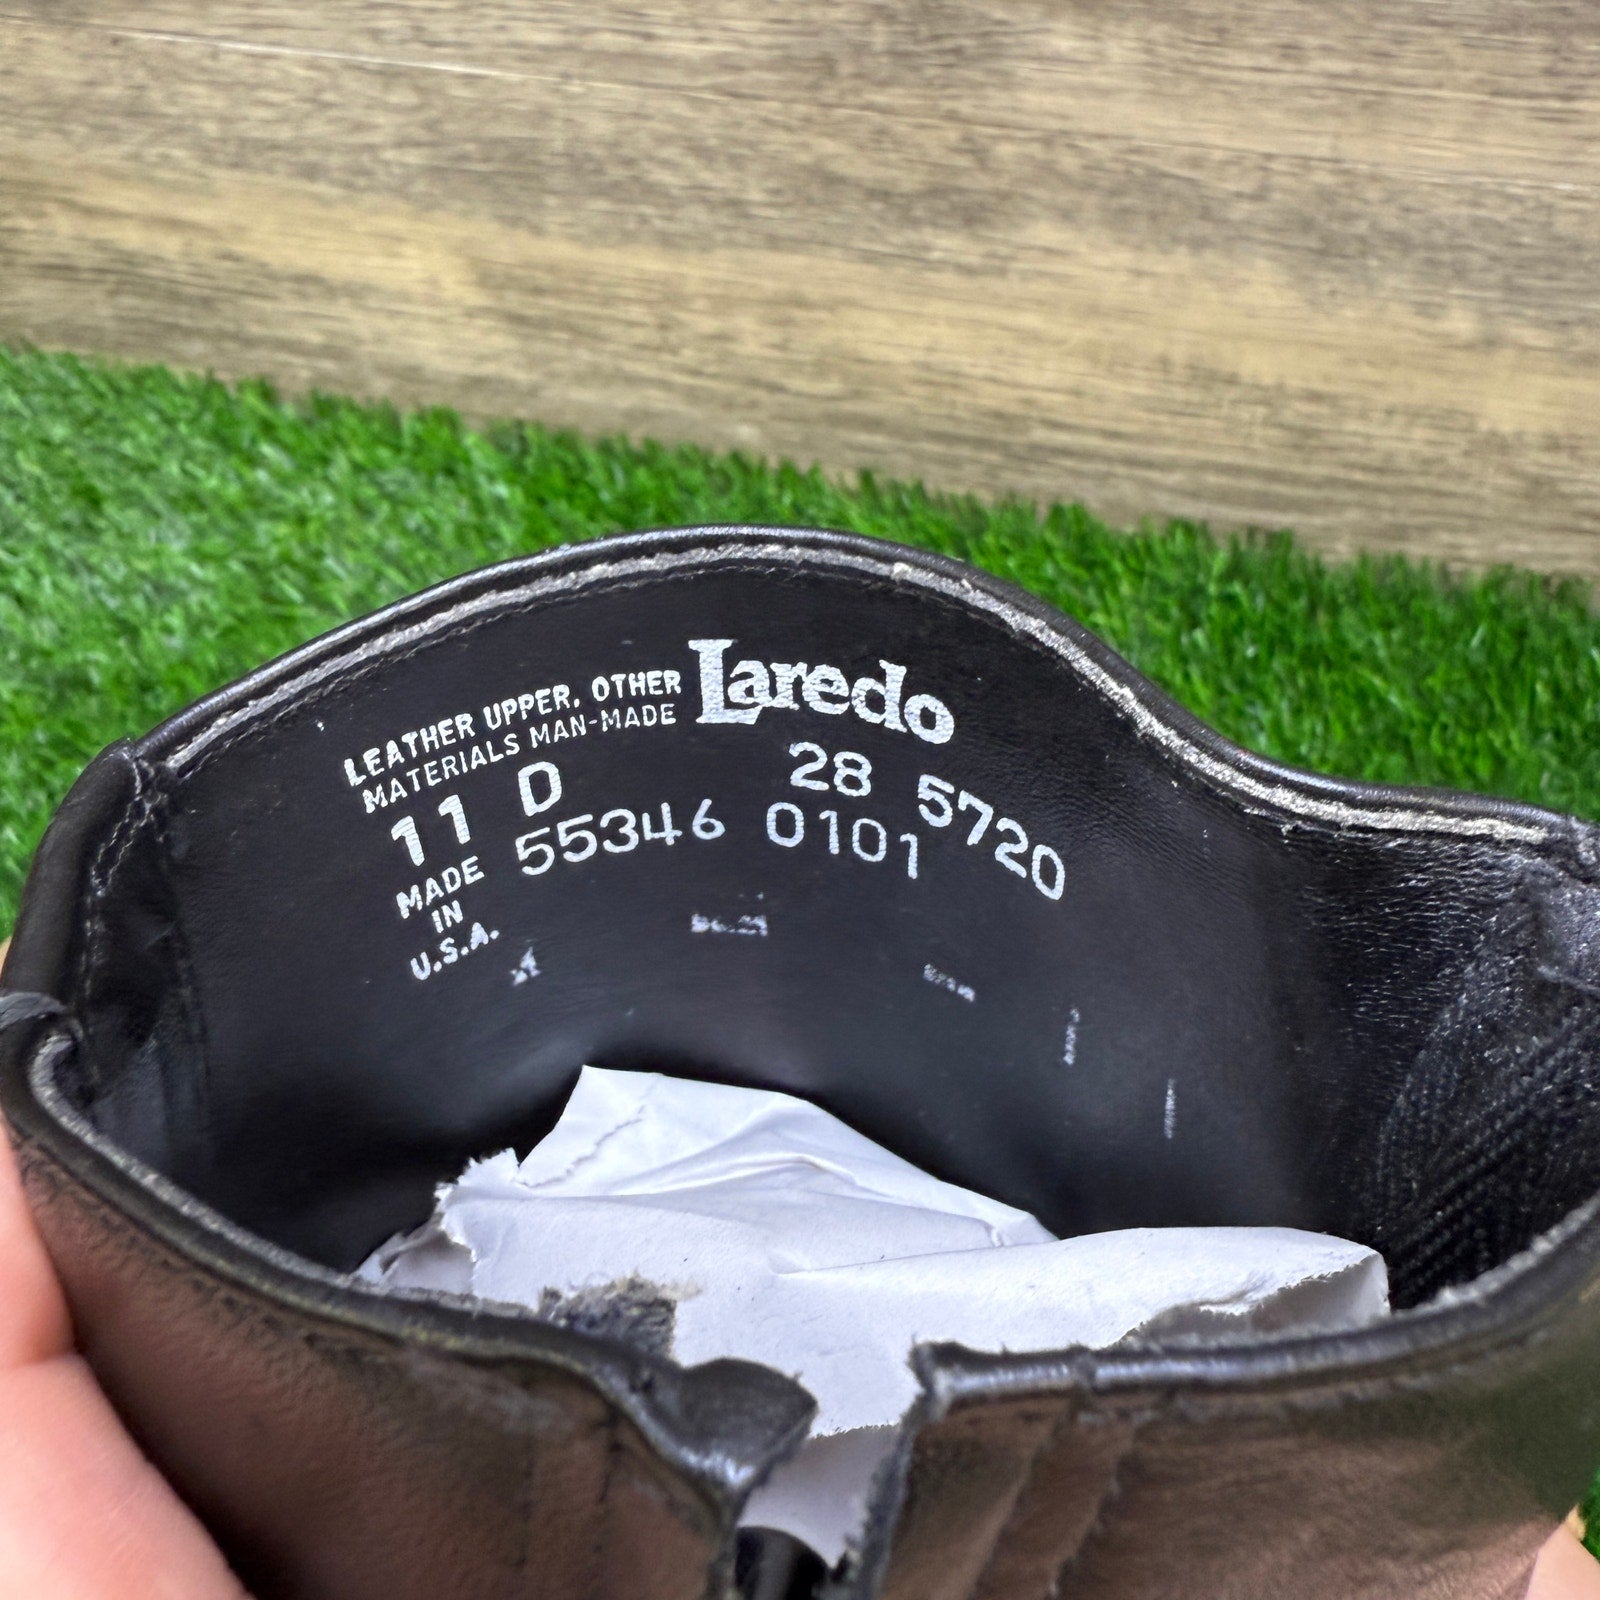 LEATHER UPPER, OTHER
MATERIALS MAN-MADE
Laredo
11 D 28 5720
MADE 55346 0101
IN
U.S.A.